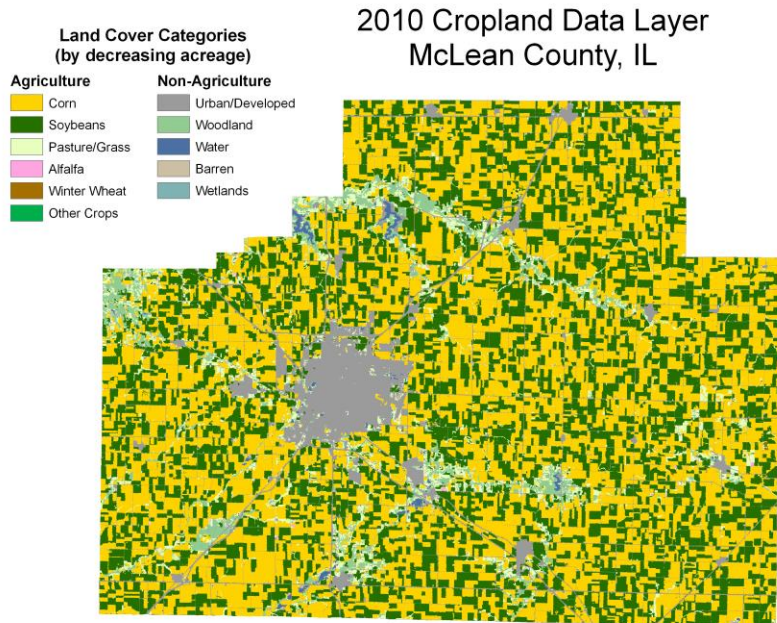 2010 Cropland Data Layer
McLean County, IL
Land Cover Categories
(by decreasing acreage)
Agriculture
Corn
Soybeans
Pasture/Grass
Alfalfa
Winter Wheat
Other Crops
Non-Agriculture
Urban/Developed
Woodland
Water
Barren
Wetlands